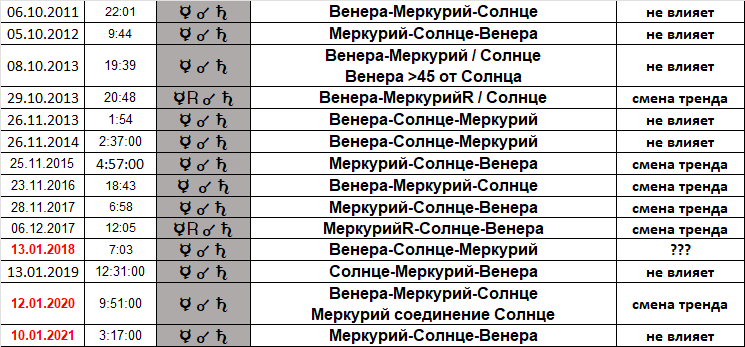 06.10.2011 22:01 ☿ ☌ ♄ Венера-Меркурий-Солнце не влияет
05.10.2012 9:44 ☿ ☌ ♄ Меркурий-Солнце-Венера не влияет
08.10.2013 19:39 ☿ ☌ ♄ Венера-Меркурий / Солнце не влияет
Венера >45 от Солнца
29.10.2013 20:48 ☿R ☌ ♄ Венера-МеркурийR / Солнце смена тренда
26.11.2013 1:54 ☿ ☌ ♄ Венера-Солнце-Меркурий не влияет
26.11.2014 2:37:00 ☿ ☌ ♄ Венера-Солнце-Меркурий не влияет
25.11.2015 4:57:00 ☿ ☌ ♄ Меркурий-Солнце-Венера смена тренда
23.11.2016 18:43 ☿ ☌ ♄ Венера-Меркурий-Солнце смена тренда
28.11.2017 6:58 ☿ ☌ ♄ Меркурий-Солнце-Венера смена тренда
06.12.2017 12:05 ☿R ☌ ♄ МеркурийR-Солнце-Венера смена тренда
13.01.2018 7:03 ☿ ☌ ♄ Венера-Солнце-Меркурий ???
13.01.2019 12:31:00 ☿ ☌ ♄ Солнце-Меркурий-Венера не влияет
12.01.2020 9:51:00 ☿ ☌ ♄ Венера-Меркурий-Солнце смена тренда
Меркурий соединение Солнце
10.01.2021 3:17:00 ☿ ☌ ♄ Меркурий-Солнце-Венера не влияет